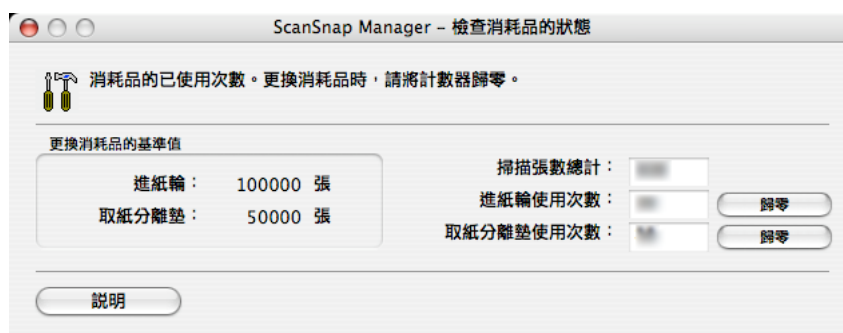 ScanSnap Manager – 檢查消耗品的狀態
消耗品的已使用次數。更換消耗品時，請將計數器歸零。
更換消耗品的基準值
進紙輪： 100000 張
取紙分離墊： 50000 張
掃描張數總計：
進紙輪使用次數： 歸零
取紙分離墊使用次數： 歸零
説明